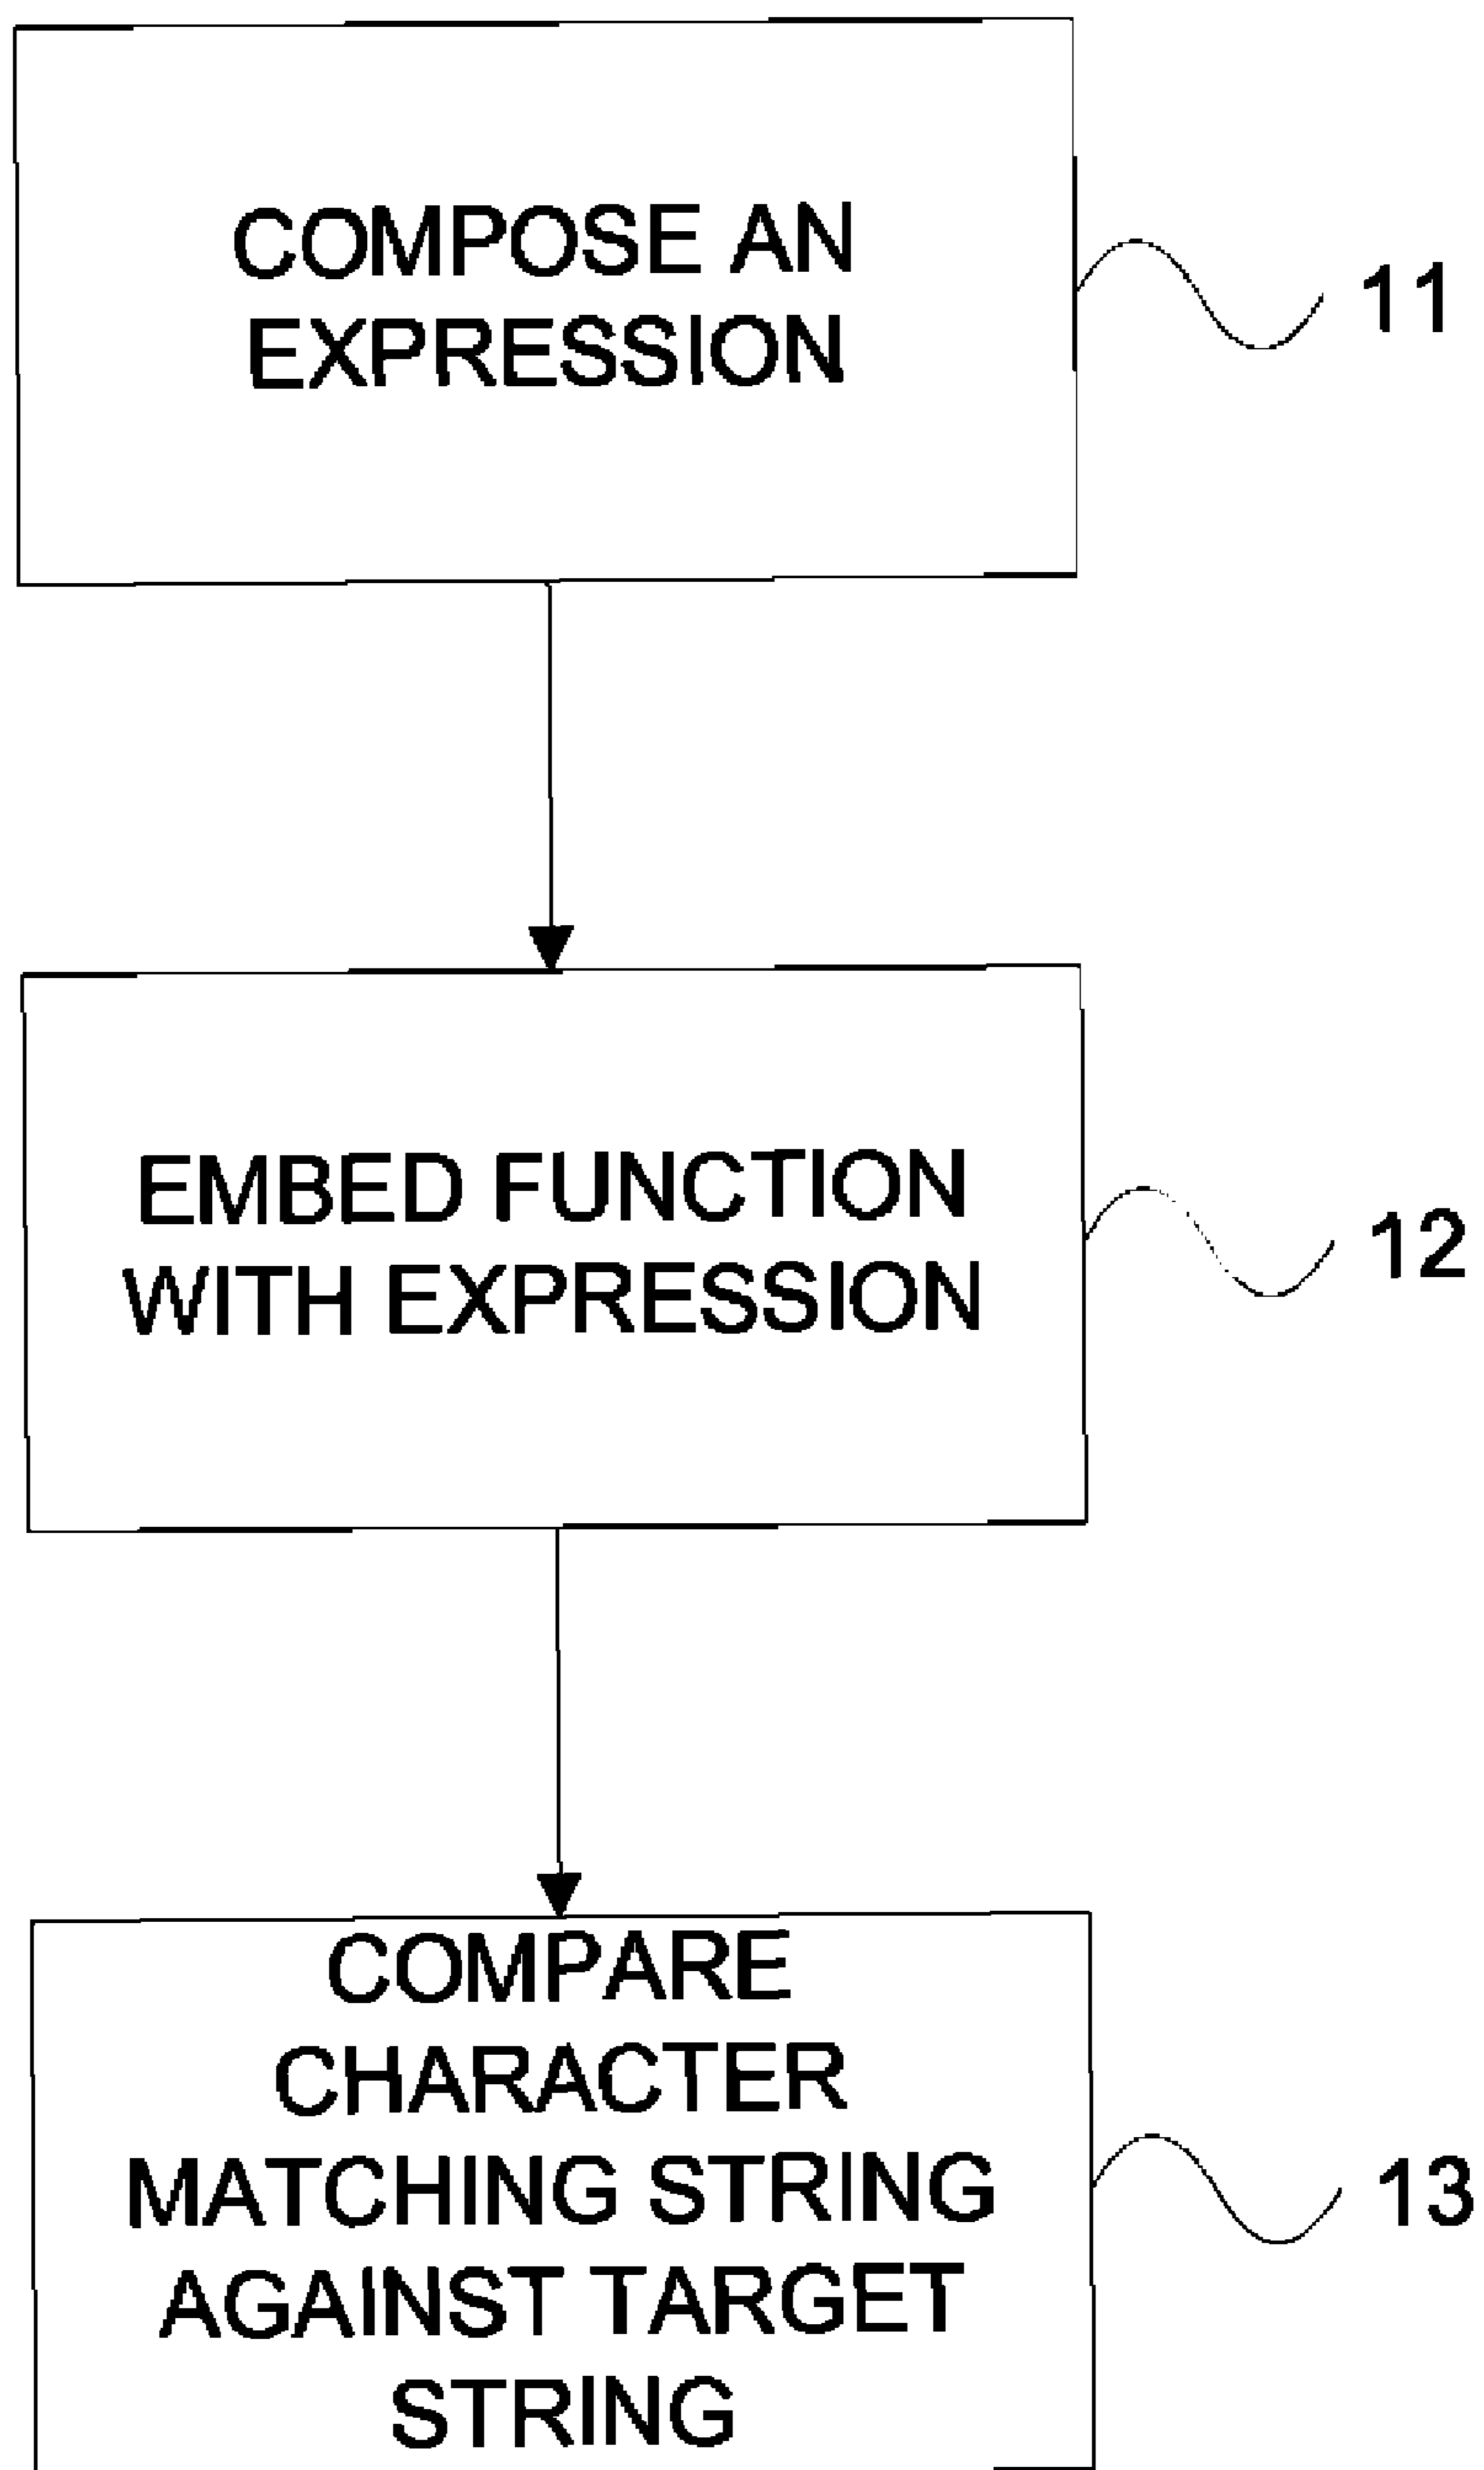 COMPOSE AN
EXPRESSION
11
EMBED FUNCTION
WITH EXPRESSION
12
COMPARE
CHARACTER
MATCHING STRING
AGAINST TARGET
STRING
13